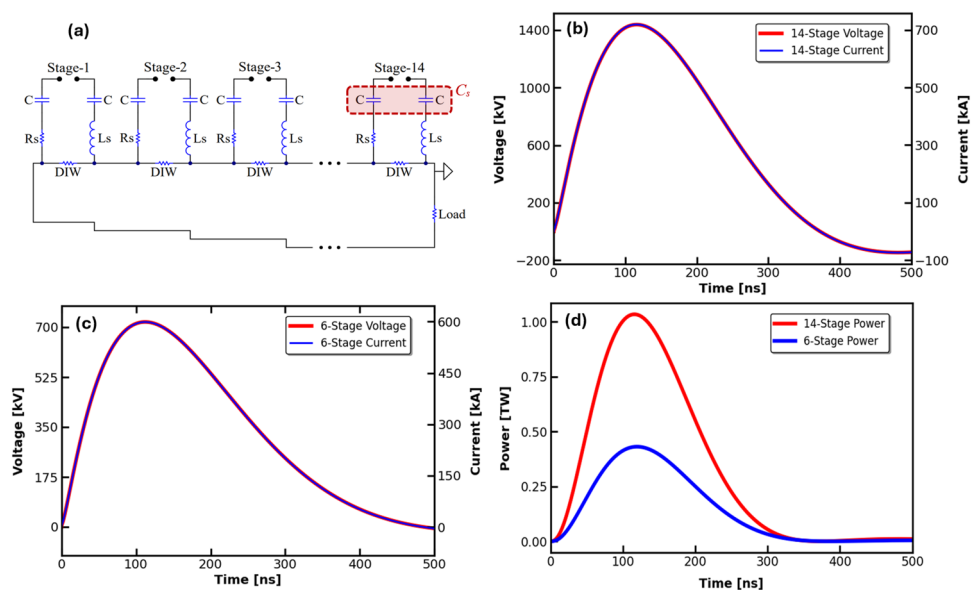 (a)
Stage-1 Stage-2 Stage-3 Stage-14
Cs
C C C C C C C C
Rs Ls Rs Ls Rs Ls Rs Ls
DIW DIW DIW DIW
Load
(b)
14-Stage Voltage
14-Stage Current
Voltage [kV]
1400
1000
600
200
−200
Current [kA]
700
500
300
100
−100
0 100 200 300 400 500
Time [ns]
(c)
6-Stage Voltage
6-Stage Current
Voltage [kV]
700
525
350
175
0
Current [kA]
600
450
300
150
0
0 100 200 300 400 500
Time [ns]
(d)
14-Stage Power
6-Stage Power
Power [TW]
1.00
0.75
0.50
0.25
0.00
0 100 200 300 400 500
Time [ns]